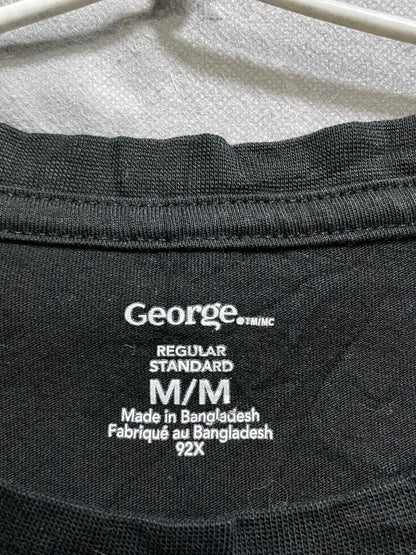 George.TM/MC
REGULAR
STANDARD
M/M
Made in Bangladesh
Fabriqué au Bangladesh
92X